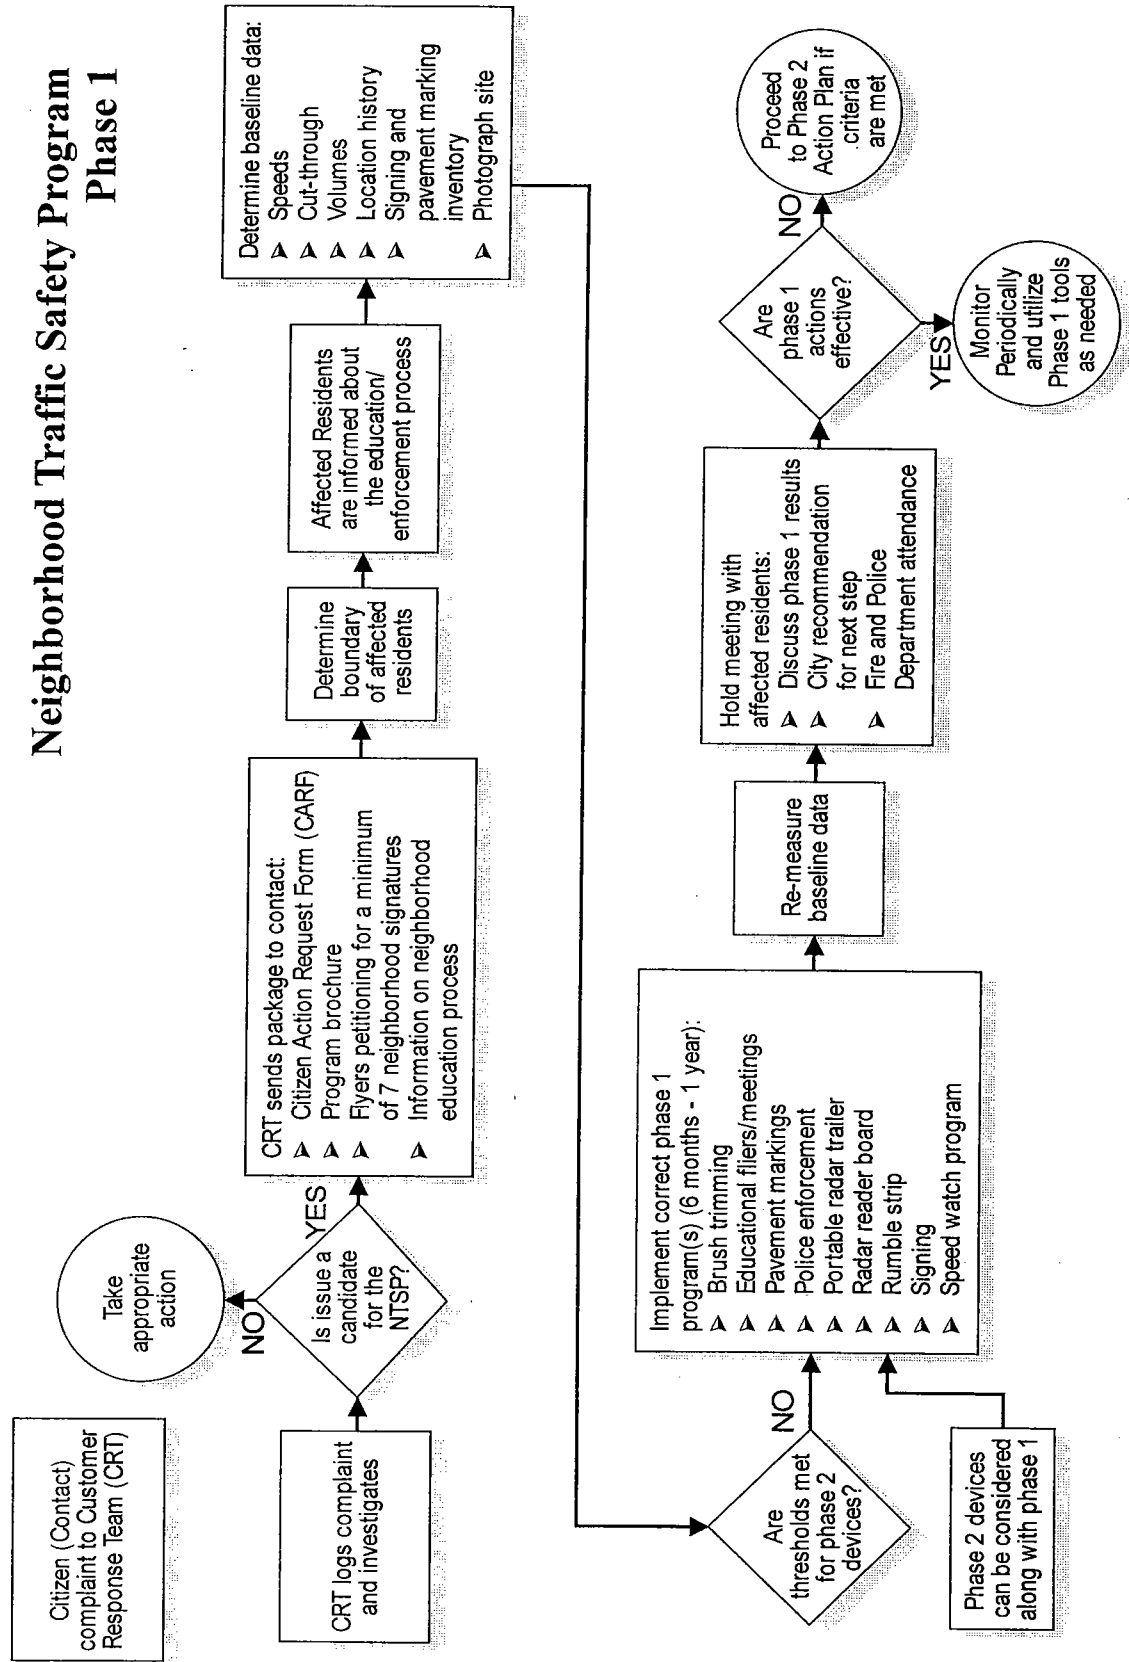 Neighborhood Traffic Safety Program
Phase 1
Citizen (Contact)
complaint to Customer
Response Team (CRT)
CRT logs complaint
and investigates
Is issue a
candidate
for the
NTSP?
NO
Take
appropriate
action
YES
CRT sends package to contact:
➤ Citizen Action Request Form (CARF)
➤ Program brochure
➤ Flyers petitioning for a minimum
of 7 neighborhood signatures
➤ Information on neighborhood
education process
Determine
boundary
of affected
residents
Affected Residents
are informed about
the education/
enforcement process
Determine baseline data:
➤ Speeds
➤ Cut-through
➤ Volumes
➤ Location history
➤ Signing and
pavement marking
inventory
➤ Photograph site
Are
thresholds met
for phase 2
devices?
NO
Phase 2 devices
can be considered
along with phase 1
Implement correct phase 1
program(s) (6 months - 1 year):
➤ Brush trimming
➤ Educational fliers/meetings
➤ Pavement markings
➤ Police enforcement
➤ Portable radar trailer
➤ Radar reader board
➤ Rumble strip
➤ Signing
➤ Speed watch program
Re-measure
baseline data
Hold meeting with
affected residents:
➤ Discuss phase 1 results
➤ City recommendation
for next step
➤ Fire and Police
Department attendance
Are
phase 1
actions
effective?
NO
Proceed
to Phase 2
Action Plan if
criteria
are met
YES
Monitor
Periodically
and utilize
Phase 1 tools
as needed